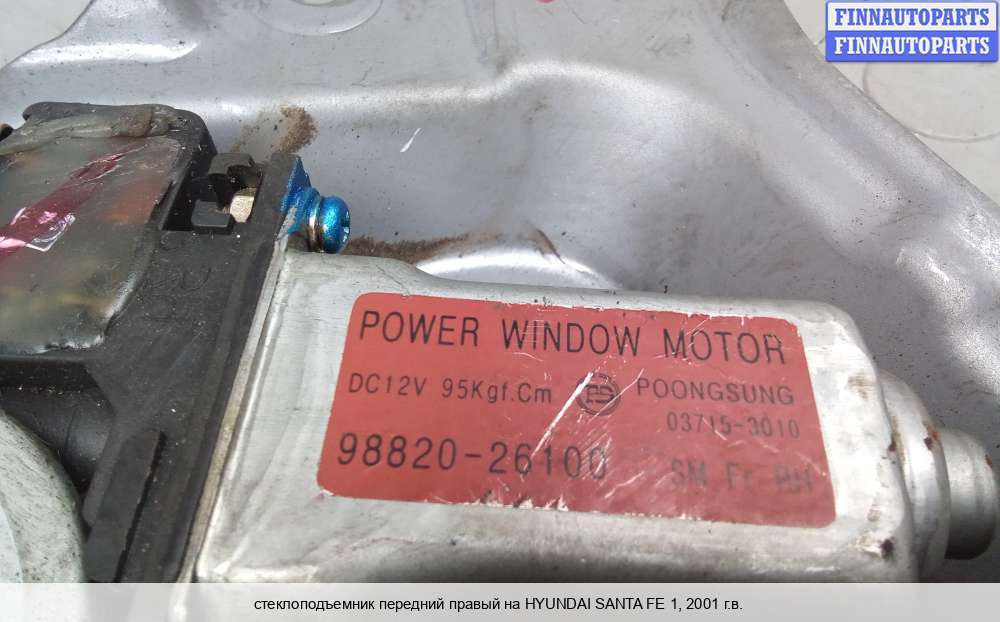 FINNAUTOPARTS
FINNAUTOPARTS
POWER WINDOW MOTOR
DC12V 95Kgf.Cm PS POONGSUNG
03715-3010
98820-26100 SM Fr RH
стеклоподъемник передний правый на HYUNDAI SANTA FE 1, 2001 г.в.